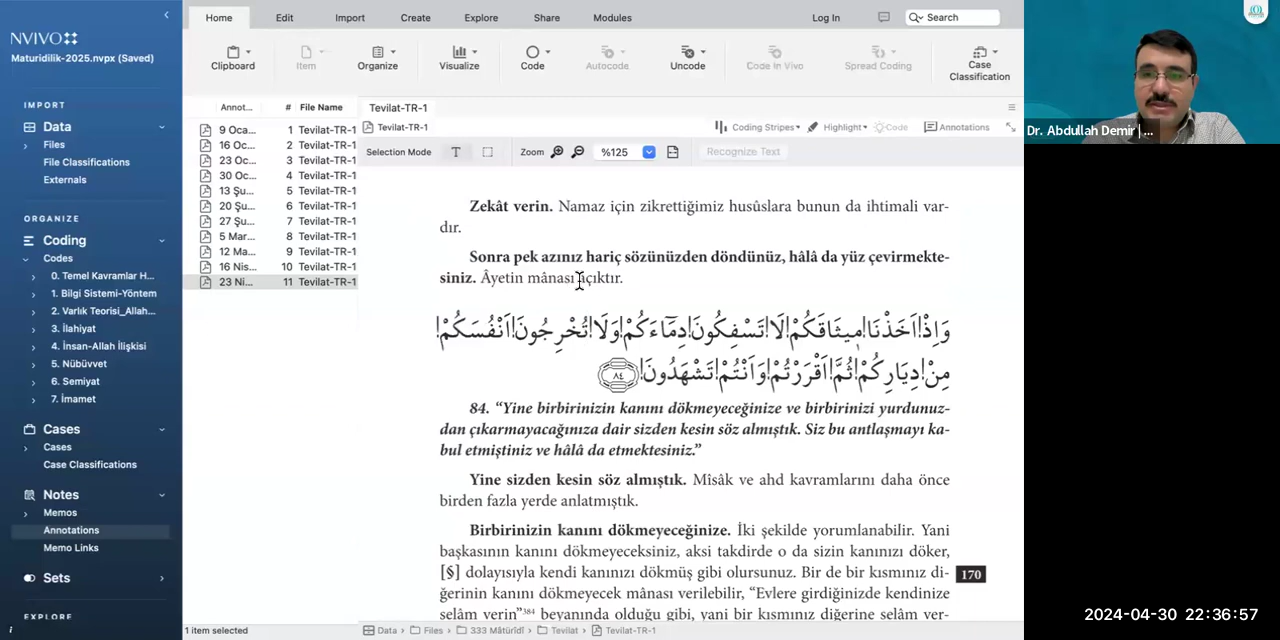 NVIVO
Maturidilik-2025.nvpx (Saved)
IMPORT
Data
Files
File Classifications
Externals
ORGANIZE
Coding
Codes
0. Temel Kavramlar H...
1. Bilgi Sistemi-Yöntem
2. Varlık Teorisi_Allah...
3. İlahiyat
4. İnsan-Allah İlişkisi
5. Nübüvvet
6. Semiyat
7. İmamet
Cases
Cases
Case Classifications
Notes
Memos
Annotations
Memo Links
Sets
EXPLORE
Home Edit Import Create Explore Share Modules Log In Search
Clipboard Item Organize Visualize Code Autocode Uncode Code In Vivo Spread Coding Case Classification
Annot... # File Name
9 Oca... 1 Tevilat-TR-1
16 Oc... 2 Tevilat-TR-1
23 Oc... 3 Tevilat-TR-1
30 Oc... 4 Tevilat-TR-1
13 Şu... 5 Tevilat-TR-1
20 Şu... 6 Tevilat-TR-1
27 Şu... 7 Tevilat-TR-1
5 Mar... 8 Tevilat-TR-1
12 Ma... 9 Tevilat-TR-1
16 Nis... 10 Tevilat-TR-1
23 Ni... 11 Tevilat-TR-1
1 item selected
Tevilat-TR-1
Tevilat-TR-1 Coding Stripes Highlight Code Annotations
Selection Mode T Zoom %125 Recognize Text
Zekât verin. Namaz için zikrettiğimiz husûslara bunun da ihtimali var-
dır.
Sonra pek azınız hariç sözünüzden döndünüz, hâlâ da yüz çevirmekte-
siniz. Âyetin mânası açıktır.
وَاِذْ اَخَذْنَا مٖيثَاقَكُمْ لَا تَسْفِكُونَ دِمَٓاءَكُمْ وَلَا تُخْرِجُونَ اَنْفُسَكُمْ
مِنْ دِيَارِكُمْ ثُمَّ اَقْرَرْتُمْ وَاَنْتُمْ تَشْهَدُونَ ٨٤
84. “Yine birbirinizin kanını dökmeyeceğinize ve birbirinizi yurdunuz-
dan çıkarmayacağınıza dair sizden kesin söz almıştık. Siz bu antlaşmayı ka-
bul etmiştiniz ve hâlâ da etmektesiniz.”
Yine sizden kesin söz almıştık. Mîsâk ve ahd kavramlarını daha önce
birden fazla yerde anlatmıştık.
Birbirinizin kanını dökmeyeceğinize. İki şekilde yorumlanabilir. Yani
başkasının kanını dökmeyeceksiniz, aksi takdirde o da sizin kanınızı döker,
[§] dolayısıyla kendi kanınızı dökmüş gibi olursunuz. Bir de bir kısmınız di- 170
ğerinin kanını dökmeyecek mânası verilebilir, “Evlere girdiğinizde kendinize
selâm verin”384 beyanında olduğu gibi, yani bir kısmınız diğerine selâm ver-
Data Files 333 Mâtürîdî Tevilat Tevilat-TR-1
Dr. Abdullah Demir | ...
2024-04-30 22:36:57